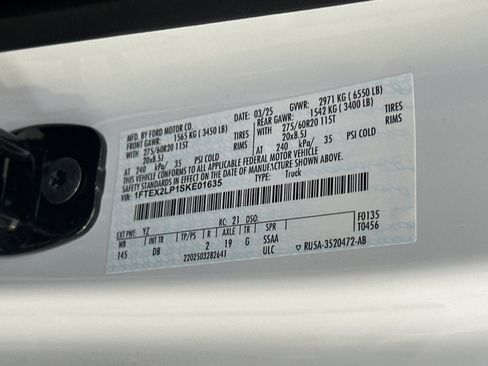 MFD. BY FORD MOTOR CO.
DATE: 03/25 GVWR: 2971 KG ( 6550 LB)
FRONT GAWR: 1565 KG ( 3450 LB) REAR GAWR: 1542 KG ( 3400 LB)
WITH 275/60R20 115T TIRES WITH 275/60R20 115T TIRES
20x8.5J RIMS 20x8.5J RIMS
AT 240 kPa/ 35 PSI COLD AT 240 kPa/ 35 PSI COLD
THIS VEHICLE CONFORMS TO ALL APPLICABLE FEDERAL MOTOR VEHICLE
SAFETY AND THEFT PREVENTION STANDARDS IN EFFECT ON THE DATE OF MANUFACTURE SHOWN ABOVE.
VIN: 1FTEX2LP1SKE01635 TYPE: Truck
EXT PNT: YZ RC: 21 DSO: F0135
WB INT TR TP/PS R AXLE TR SPR T0456
145 DB 2 19 G SSAA
2202503282641 ULC ▽ RU5A-3520472-AB